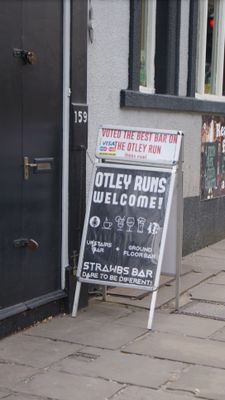 159
VOTED THE BEST BAR ON
THE OTLEY RUN
VISA
OTLEY RUNS
WELCOME!
UPSTAIRS
BAR
+
GROUND
FLOOR BAR
STRAWBS BAR
DARE TO BE DIFFERENT!